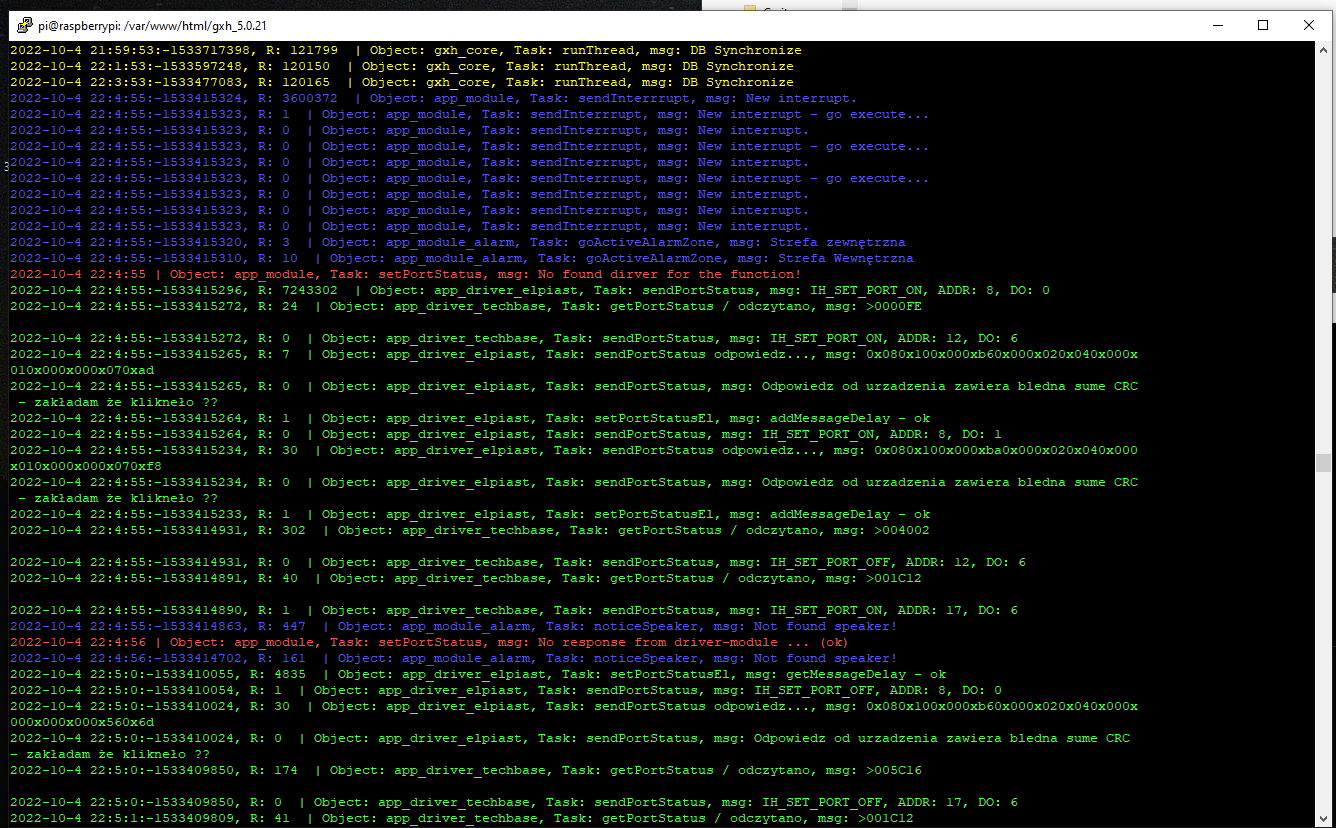 pi@raspberrypi: /var/www/html/gxh_5.0.21
2022-10-4 21:59:53:-1533717398, R: 121799  | Object: gxh_core, Task: runThread, msg: DB Synchronize
2022-10-4 22:1:53:-1533597248, R: 120150  | Object: gxh_core, Task: runThread, msg: DB Synchronize
2022-10-4 22:3:53:-1533477083, R: 120165  | Object: gxh_core, Task: runThread, msg: DB Synchronize
2022-10-4 22:4:55:-1533415324, R: 3600372  | Object: app_module, Task: sendInterrrupt, msg: New interrupt.
2022-10-4 22:4:55:-1533415323, R: 1  | Object: app_module, Task: sendInterrrupt, msg: New interrupt - go execute...
2022-10-4 22:4:55:-1533415323, R: 0  | Object: app_module, Task: sendInterrrupt, msg: New interrupt.
2022-10-4 22:4:55:-1533415323, R: 0  | Object: app_module, Task: sendInterrrupt, msg: New interrupt - go execute...
2022-10-4 22:4:55:-1533415323, R: 0  | Object: app_module, Task: sendInterrrupt, msg: New interrupt.
2022-10-4 22:4:55:-1533415323, R: 0  | Object: app_module, Task: sendInterrrupt, msg: New interrupt - go execute...
2022-10-4 22:4:55:-1533415323, R: 0  | Object: app_module, Task: sendInterrrupt, msg: New interrupt.
2022-10-4 22:4:55:-1533415323, R: 0  | Object: app_module, Task: sendInterrrupt, msg: New interrupt.
2022-10-4 22:4:55:-1533415323, R: 0  | Object: app_module, Task: sendInterrrupt, msg: New interrupt.
2022-10-4 22:4:55:-1533415320, R: 3  | Object: app_module_alarm, Task: goActiveAlarmZone, msg: Strefa zewnętrzna
2022-10-4 22:4:55:-1533415310, R: 10  | Object: app_module_alarm, Task: goActiveAlarmZone, msg: Strefa Wewnętrzna
2022-10-4 22:4:55 | Object: app_module, Task: setPortStatus, msg: No found dirver for the function!
2022-10-4 22:4:55:-1533415296, R: 7243302  | Object: app_driver_elpiast, Task: sendPortStatus, msg: IH_SET_PORT_ON, ADDR: 8, DO: 0
2022-10-4 22:4:55:-1533415272, R: 24  | Object: app_driver_techbase, Task: getPortStatus / odczytano, msg: >0000FE
2022-10-4 22:4:55:-1533415272, R: 0  | Object: app_driver_techbase, Task: sendPortStatus, msg: IH_SET_PORT_ON, ADDR: 12, DO: 6
2022-10-4 22:4:55:-1533415265, R: 7  | Object: app_driver_elpiast, Task: sendPortStatus odpowiedz..., msg: 0x080x100x000xb60x000x020x040x000x
010x000x000x070xad
2022-10-4 22:4:55:-1533415265, R: 0  | Object: app_driver_elpiast, Task: sendPortStatus, msg: Odpowiedz od urzadzenia zawiera bledna sume CRC
- zakładam że klikneło ??
2022-10-4 22:4:55:-1533415264, R: 1  | Object: app_driver_elpiast, Task: setPortStatusEl, msg: addMessageDelay - ok
2022-10-4 22:4:55:-1533415264, R: 0  | Object: app_driver_elpiast, Task: sendPortStatus, msg: IH_SET_PORT_ON, ADDR: 8, DO: 1
2022-10-4 22:4:55:-1533415234, R: 30  | Object: app_driver_elpiast, Task: sendPortStatus odpowiedz..., msg: 0x080x100x000xba0x000x020x040x000
x010x000x000x070xf8
2022-10-4 22:4:55:-1533415234, R: 0  | Object: app_driver_elpiast, Task: sendPortStatus, msg: Odpowiedz od urzadzenia zawiera bledna sume CRC
- zakładam że klikneło ??
2022-10-4 22:4:55:-1533415233, R: 1  | Object: app_driver_elpiast, Task: setPortStatusEl, msg: addMessageDelay - ok
2022-10-4 22:4:55:-1533414931, R: 302  | Object: app_driver_techbase, Task: getPortStatus / odczytano, msg: >004002
2022-10-4 22:4:55:-1533414931, R: 0  | Object: app_driver_techbase, Task: sendPortStatus, msg: IH_SET_PORT_OFF, ADDR: 12, DO: 6
2022-10-4 22:4:55:-1533414891, R: 40  | Object: app_driver_techbase, Task: getPortStatus / odczytano, msg: >001C12
2022-10-4 22:4:55:-1533414890, R: 1  | Object: app_driver_techbase, Task: sendPortStatus, msg: IH_SET_PORT_ON, ADDR: 17, DO: 6
2022-10-4 22:4:55:-1533414863, R: 447  | Object: app_module_alarm, Task: noticeSpeaker, msg: Not found speaker!
2022-10-4 22:4:56 | Object: app_module, Task: setPortStatus, msg: No response from driver-module ... (ok)
2022-10-4 22:4:56:-1533414702, R: 161  | Object: app_module_alarm, Task: noticeSpeaker, msg: Not found speaker!
2022-10-4 22:5:0:-1533410055, R: 4835  | Object: app_driver_elpiast, Task: setPortStatusEl, msg: getMessageDelay - ok
2022-10-4 22:5:0:-1533410054, R: 1  | Object: app_driver_elpiast, Task: sendPortStatus, msg: IH_SET_PORT_OFF, ADDR: 8, DO: 0
2022-10-4 22:5:0:-1533410024, R: 30  | Object: app_driver_elpiast, Task: sendPortStatus odpowiedz..., msg: 0x080x100x000xb60x000x020x040x000x
000x000x000x560x6d
2022-10-4 22:5:0:-1533410024, R: 0  | Object: app_driver_elpiast, Task: sendPortStatus, msg: Odpowiedz od urzadzenia zawiera bledna sume CRC
- zakładam że klikneło ??
2022-10-4 22:5:0:-1533409850, R: 174  | Object: app_driver_techbase, Task: getPortStatus / odczytano, msg: >005C16
2022-10-4 22:5:0:-1533409850, R: 0  | Object: app_driver_techbase, Task: sendPortStatus, msg: IH_SET_PORT_OFF, ADDR: 17, DO: 6
2022-10-4 22:5:1:-1533409809, R: 41  | Object: app_driver_techbase, Task: getPortStatus / odczytano, msg: >001C12